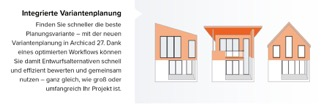 Integrierte Variantenplanung
Finden Sie schneller die beste
Planungsvariante – mit der neuen
Variantenplanung in Archicad 27. Dank
eines optimierten Workflows können
Sie damit Entwurfsalternativen schnell
und effizient bewerten und gemeinsam
nutzen – ganz gleich, wie groß oder
umfangreich Ihr Projekt ist.